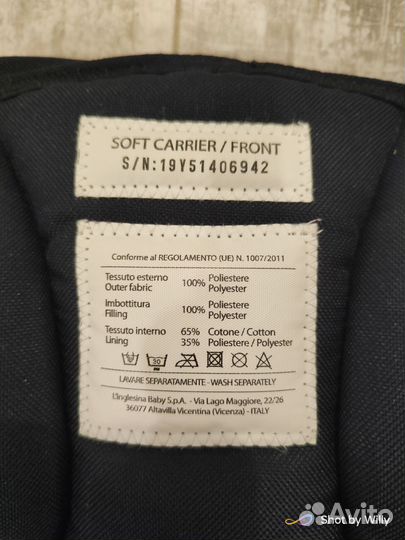 SOFT CARRIER / FRONT
S/N:19Y51406942
Conforme al REGOLAMENTO (UE) N. 1007/2011
Tessuto esterno 100% Poliestere
Outer fabric Polyester
Imbottitura 100% Poliestere
Filling Polyester
Tessuto interno 65% Cotone / Cotton
Lining 35% Poliestere / Polyester
30
LAVARE SEPARATAMENTE - WASH SEPARATELY
L'Inglesina Baby S.p.A. - Via Lago Maggiore, 22/26
36077 Altavilla Vicentina (Vicenza) - ITALY
Avito
Shot by Willy